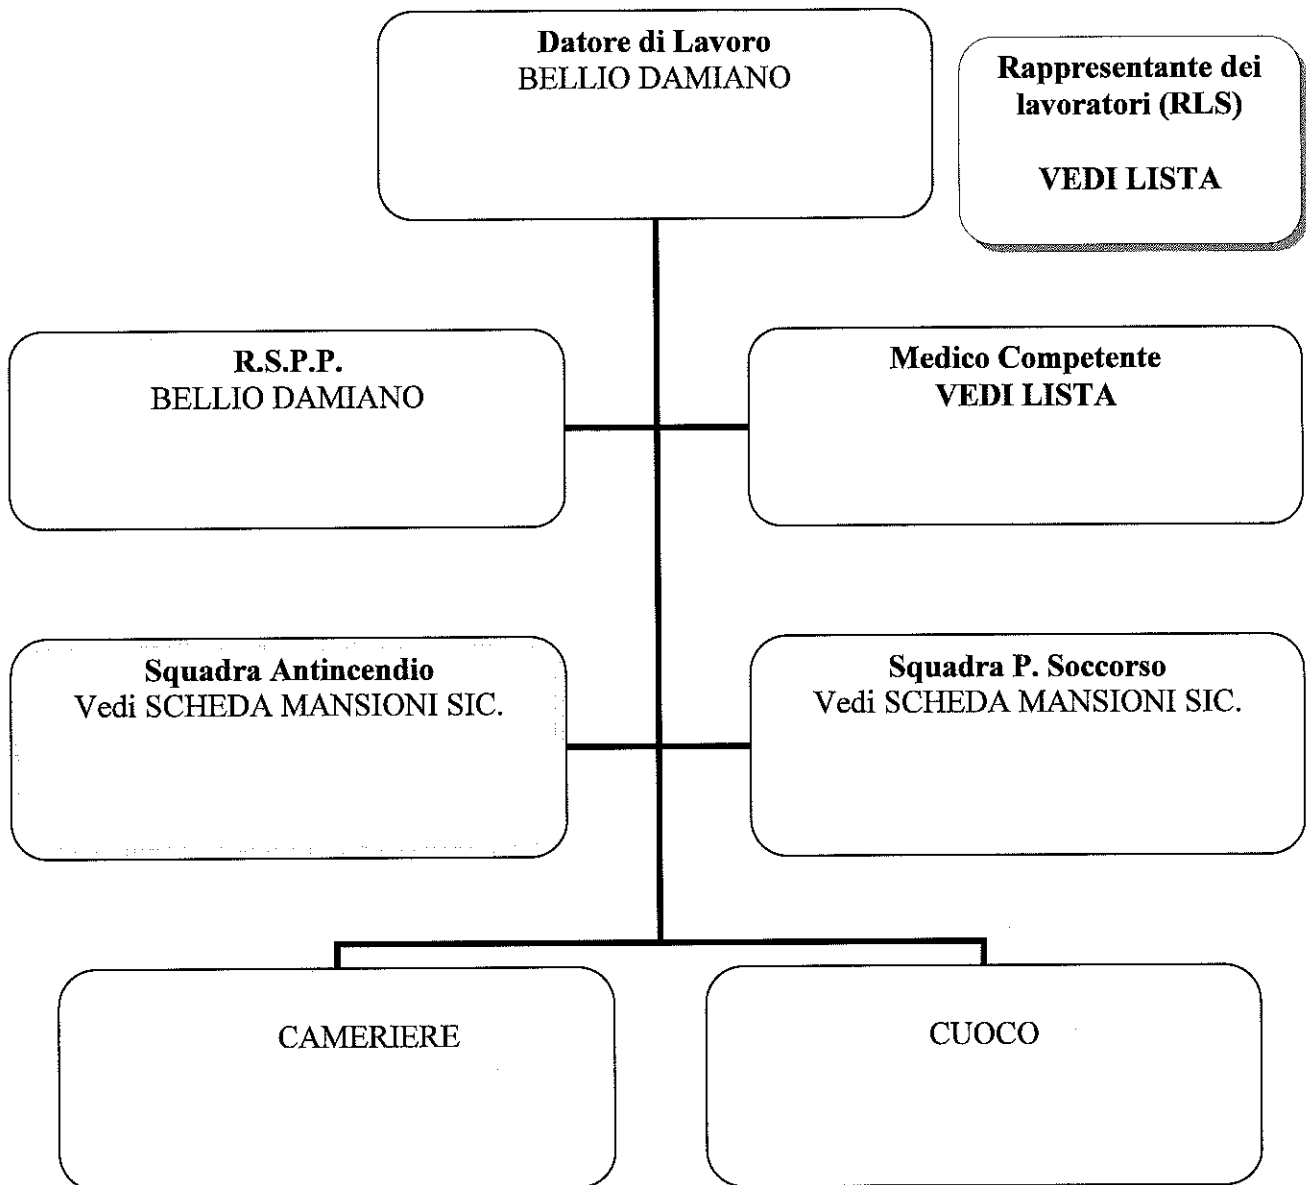 Datore di Lavoro
BELLIO DAMIANO
Rappresentante dei
lavoratori (RLS)
VEDI LISTA
R.S.P.P.
BELLIO DAMIANO
Medico Competente
VEDI LISTA
Squadra Antincendio
Vedi SCHEDA MANSIONI SIC.
Squadra P. Soccorso
Vedi SCHEDA MANSIONI SIC.
CAMERIERE
CUOCO